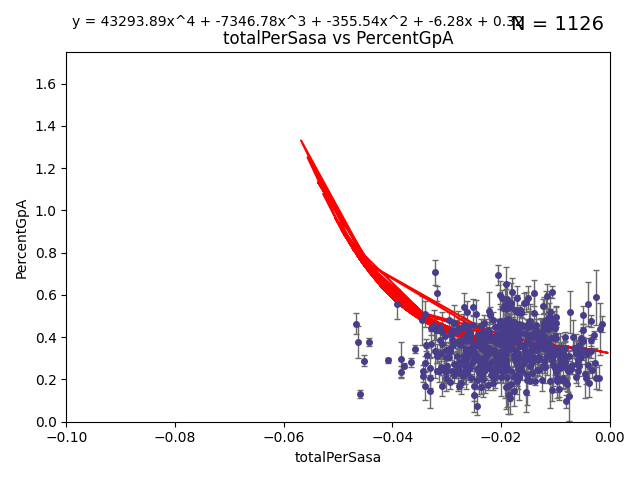 y = 43293.89x^4 + -7346.78x^3 + -355.54x^2 + -6.28x + 0.32
N = 1126
totalPerSasa vs PercentGpA
1.6
1.4
1.2
1.0
0.8
0.6
0.4
0.2
0.0
PercentGpA
−0.10 −0.08 −0.06 −0.04 −0.02 0.00
totalPerSasa